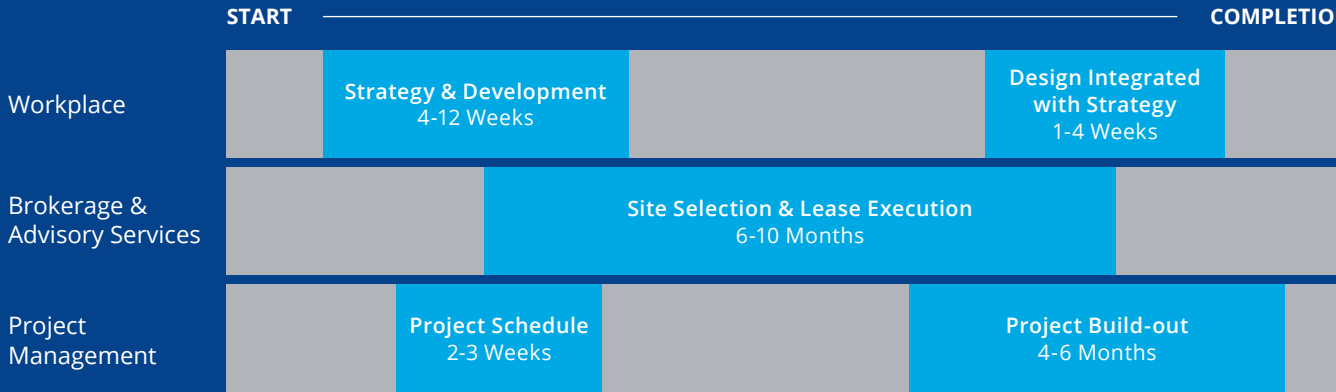 START
COMPLETIO
Workplace
Strategy & Development
4-12 Weeks
Design Integrated
with Strategy
1-4 Weeks
Brokerage &
Advisory Services
Site Selection & Lease Execution
6-10 Months
Project
Management
Project Schedule
2-3 Weeks
Project Build-out
4-6 Months